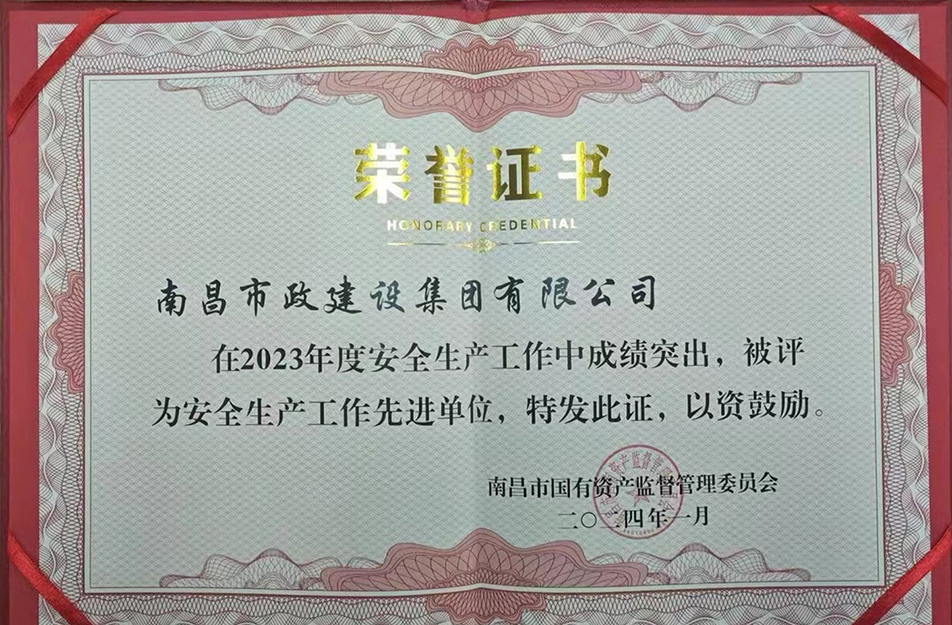 荣誉证书
HONORARY CREDENTIAL
南昌市政建设集团有限公司
在2023年度安全生产工作中成绩突出，被评
为安全生产工作先进单位，特发此证，以资鼓励。
南昌市国有资产监督管理委员会
二〇二四年一月